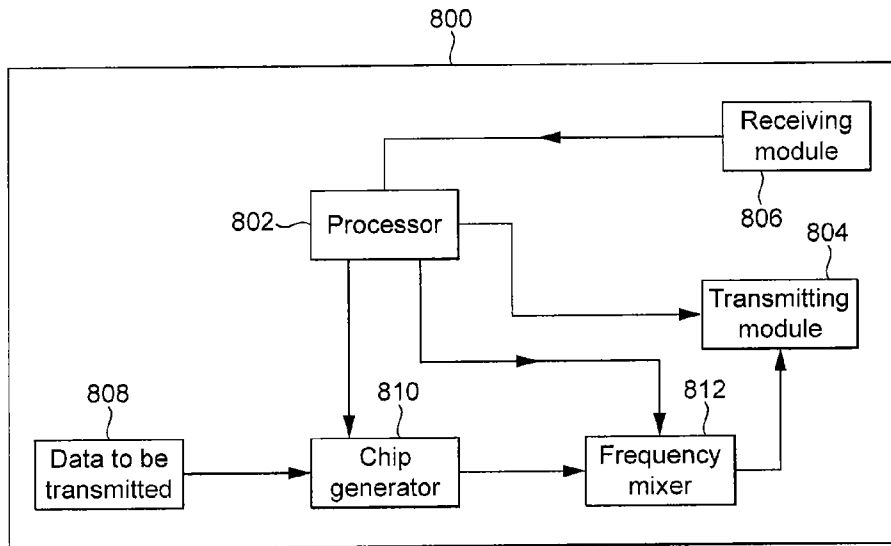 800
Receiving
module
806
802
Processor
804
Transmitting
module
808
810
812
Data to be
transmitted
Chip
generator
Frequency
mixer